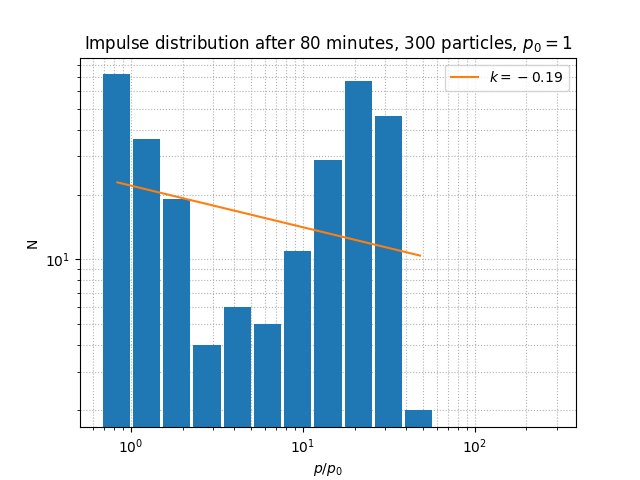 Impulse distribution after 80 minutes, 300 particles, p₀ = 1
k = −0.19
N
10¹
10⁰ 10¹ 10²
p/p₀